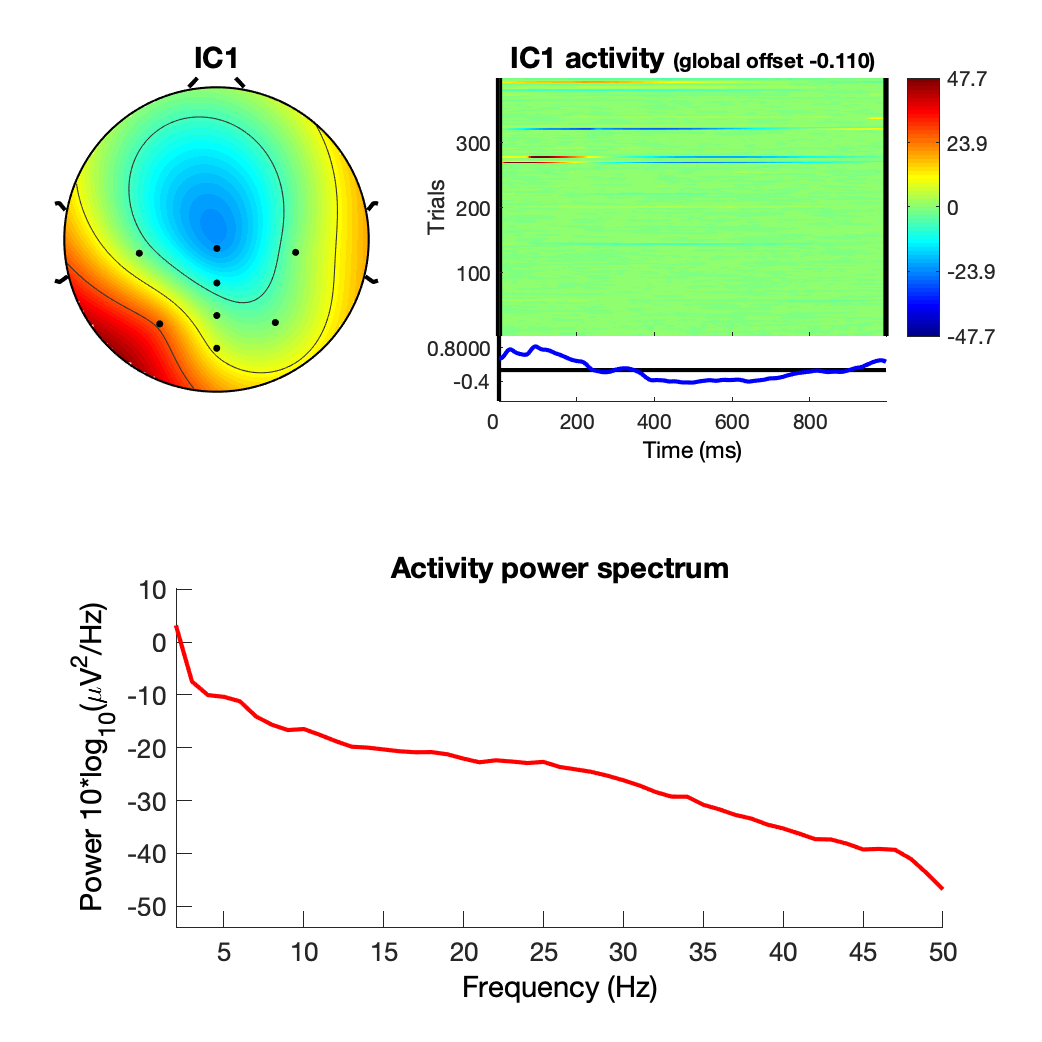 IC1
IC1 activity (global offset -0.110)
Trials
300
200
100
47.7
23.9
0
-23.9
-47.7
0.8000
-0.4
0 200 400 600 800
Time (ms)
Activity power spectrum
Power 10*log10(μV2/Hz)
10
0
-10
-20
-30
-40
-50
5 10 15 20 25 30 35 40 45 50
Frequency (Hz)